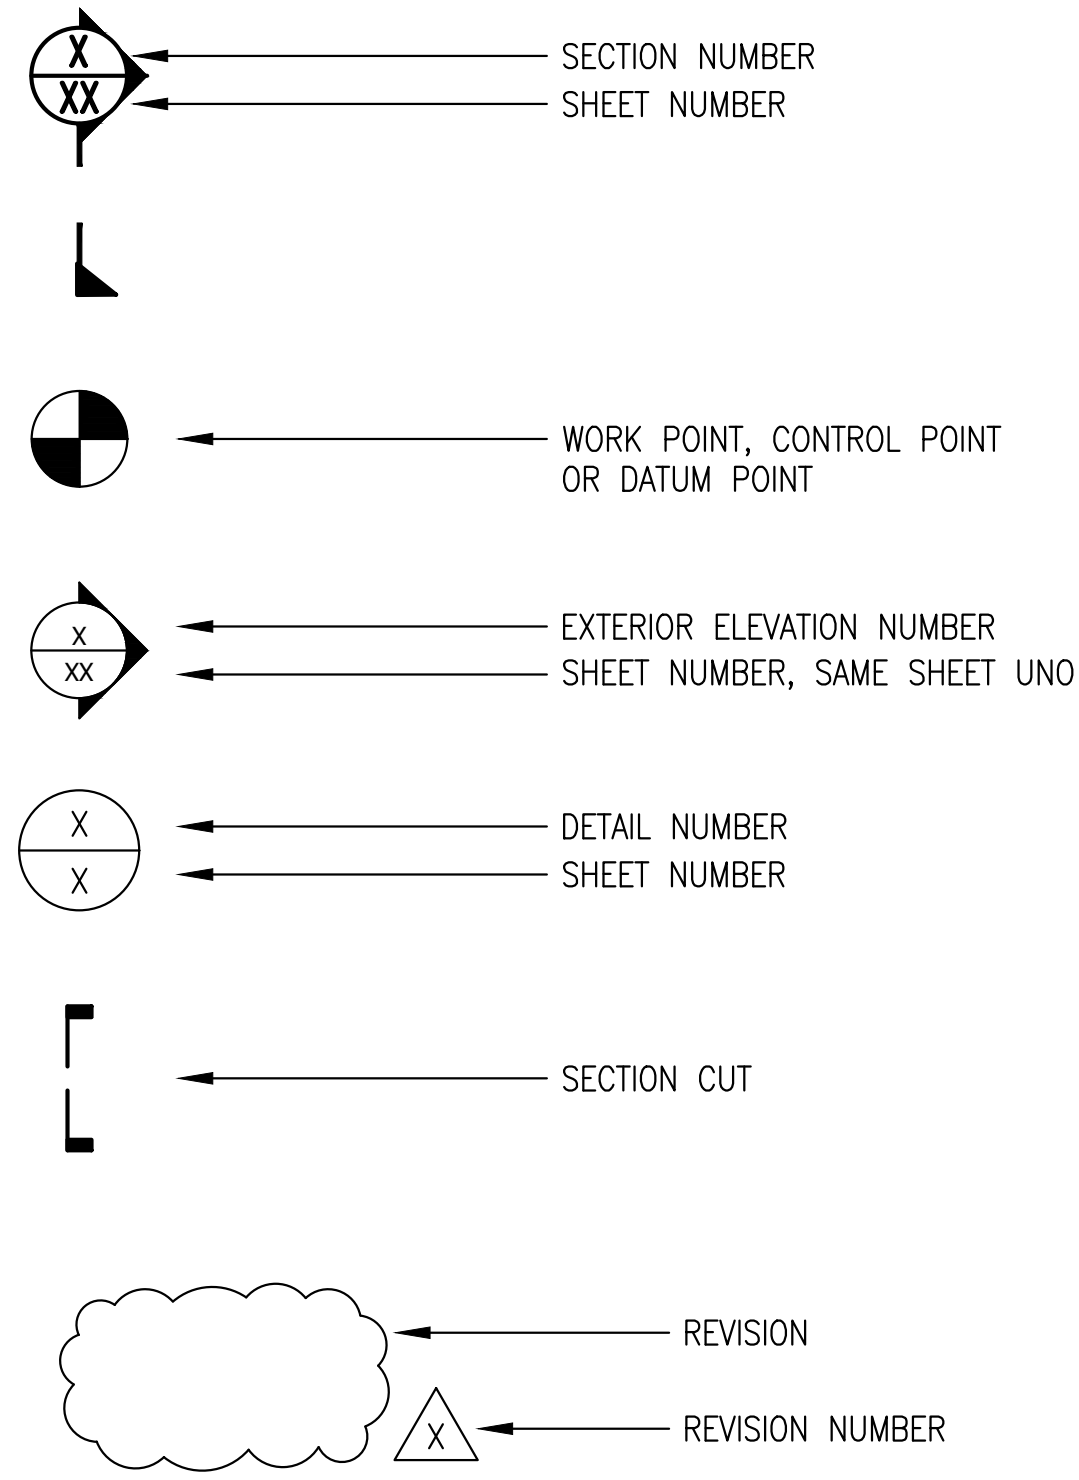 X
SECTION NUMBER
XX
SHEET NUMBER
WORK POINT, CONTROL POINT
OR DATUM POINT
X
EXTERIOR ELEVATION NUMBER
XX
SHEET NUMBER, SAME SHEET UNO
X
DETAIL NUMBER
X
SHEET NUMBER
SECTION CUT
REVISION
X
REVISION NUMBER